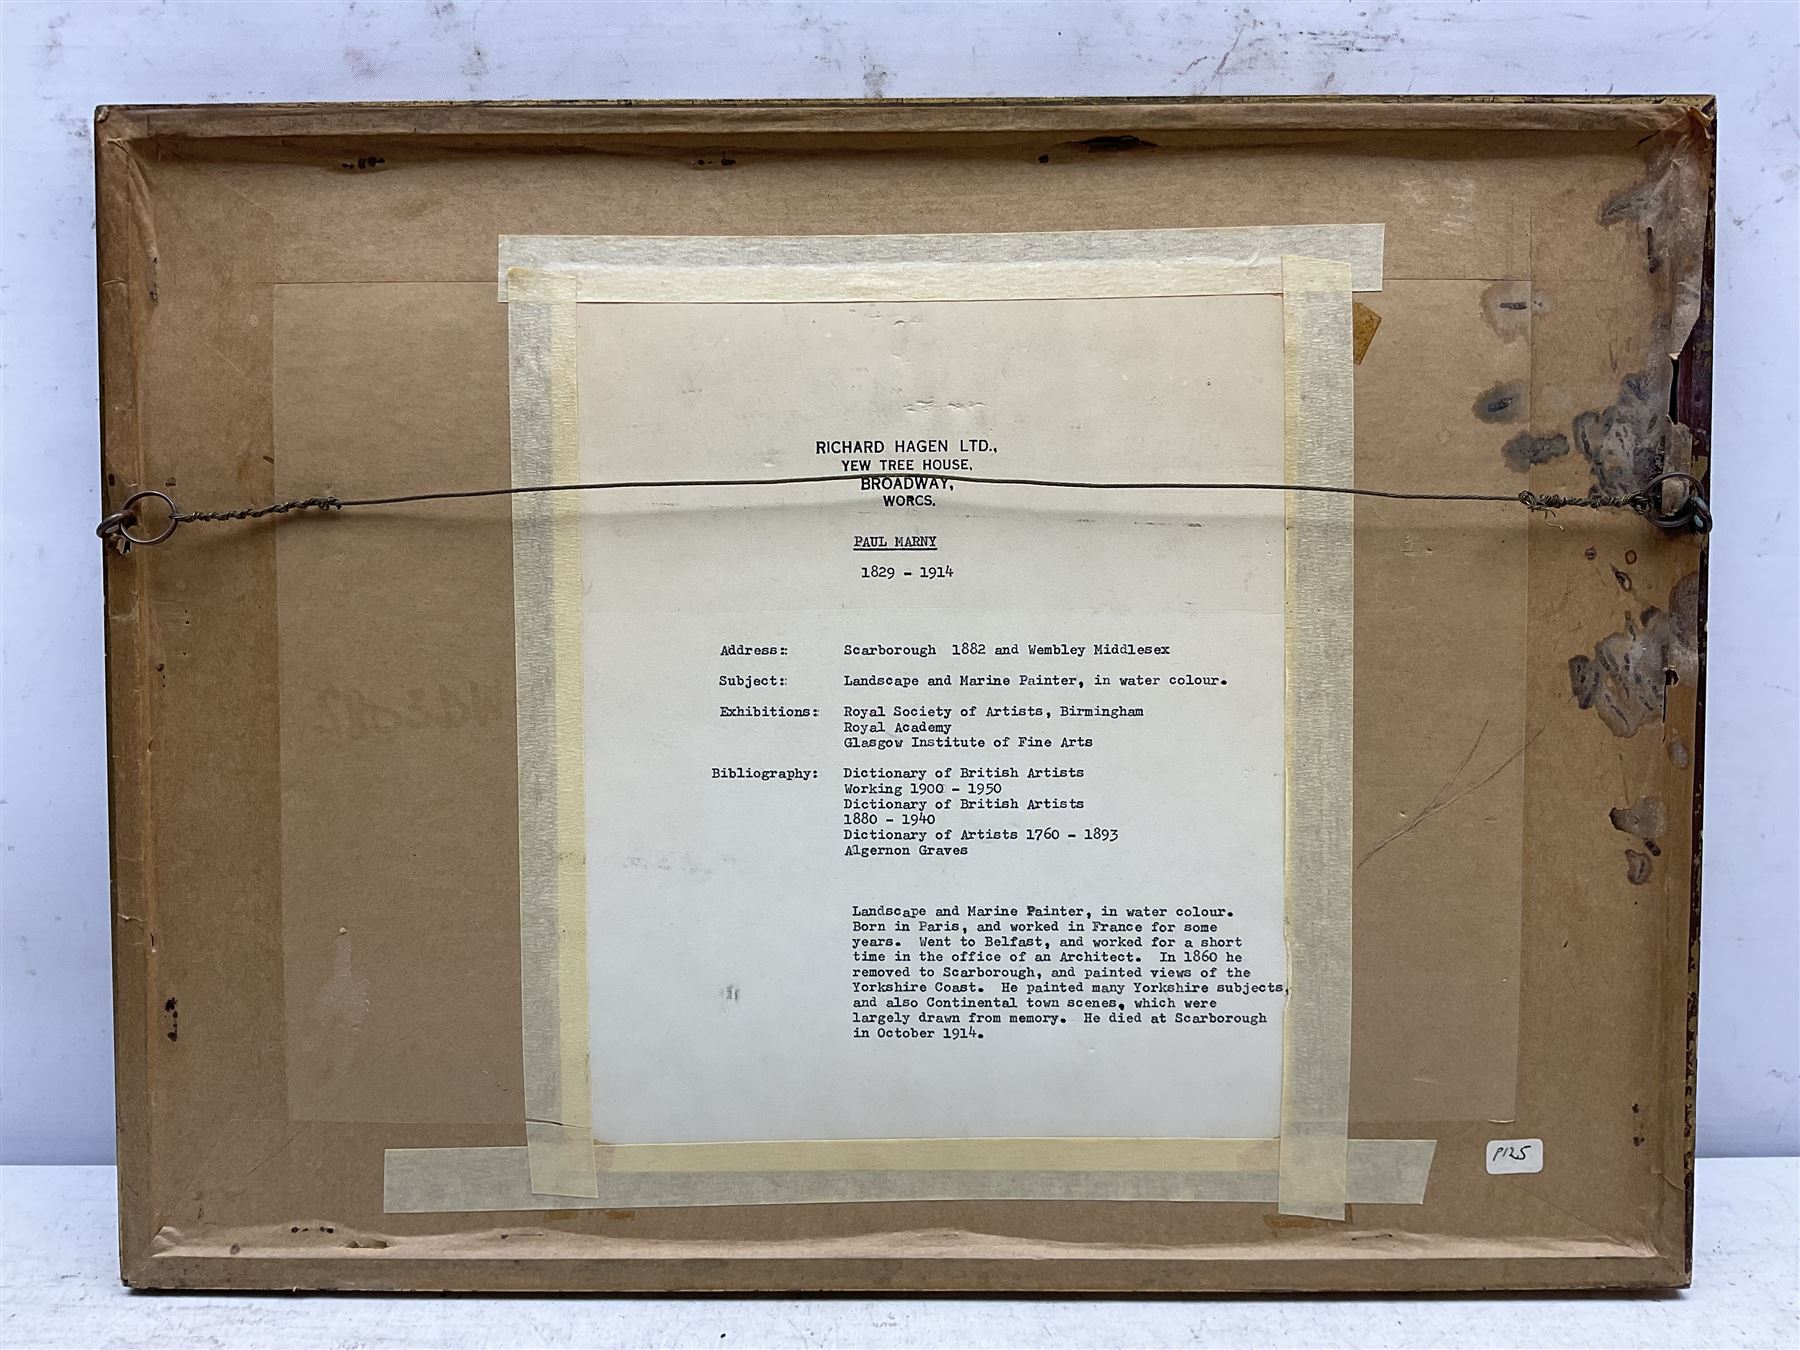 RICHARD HAGEN LTD.,
YEW TREE HOUSE,
BROADWAY,
WORCS.
PAUL MARNY
1829 - 1914
Address: Scarborough 1882 and Wembley Middlesex
Subject: Landscape and Marine Painter, in water colour.
Exhibitions: Royal Society of Artists, Birmingham
Royal Academy
Glasgow Institute of Fine Arts
Bibliography: Dictionary of British Artists
Working 1900 - 1950
Dictionary of British Artists
1880 - 1940
Dictionary of Artists 1760 - 1893
Algernon Graves
Landscape and Marine Painter, in water colour.
Born in Paris, and worked in France for some
years. Went to Belfast, and worked for a short
time in the office of an Architect. In 1860 he
removed to Scarborough, and painted views of the
Yorkshire Coast. He painted many Yorkshire subjects,
and also Continental town scenes, which were
largely drawn from memory. He died at Scarborough
in October 1914.
P125